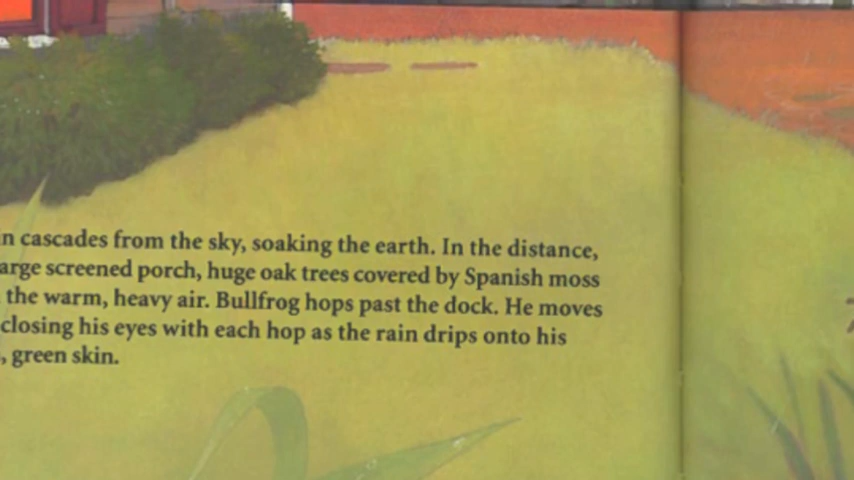 cascades from the sky, soaking the earth. In the distance,
screened porch, huge oak trees covered by Spanish moss
the warm, heavy air. Bullfrog hops past the dock. He moves
closing his eyes with each hop as the rain drips onto his
, green skin.